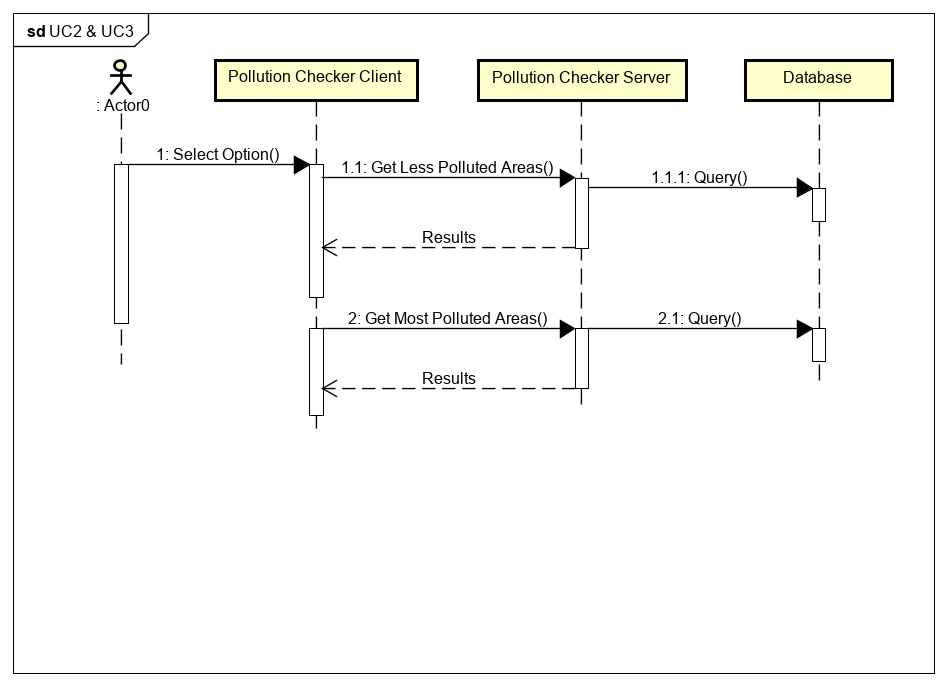 sd UC2 & UC3
: Actor0
Pollution Checker Client
Pollution Checker Server
Database
1: Select Option()
1.1: Get Less Polluted Areas()
1.1.1: Query()
Results
2: Get Most Polluted Areas()
2.1: Query()
Results